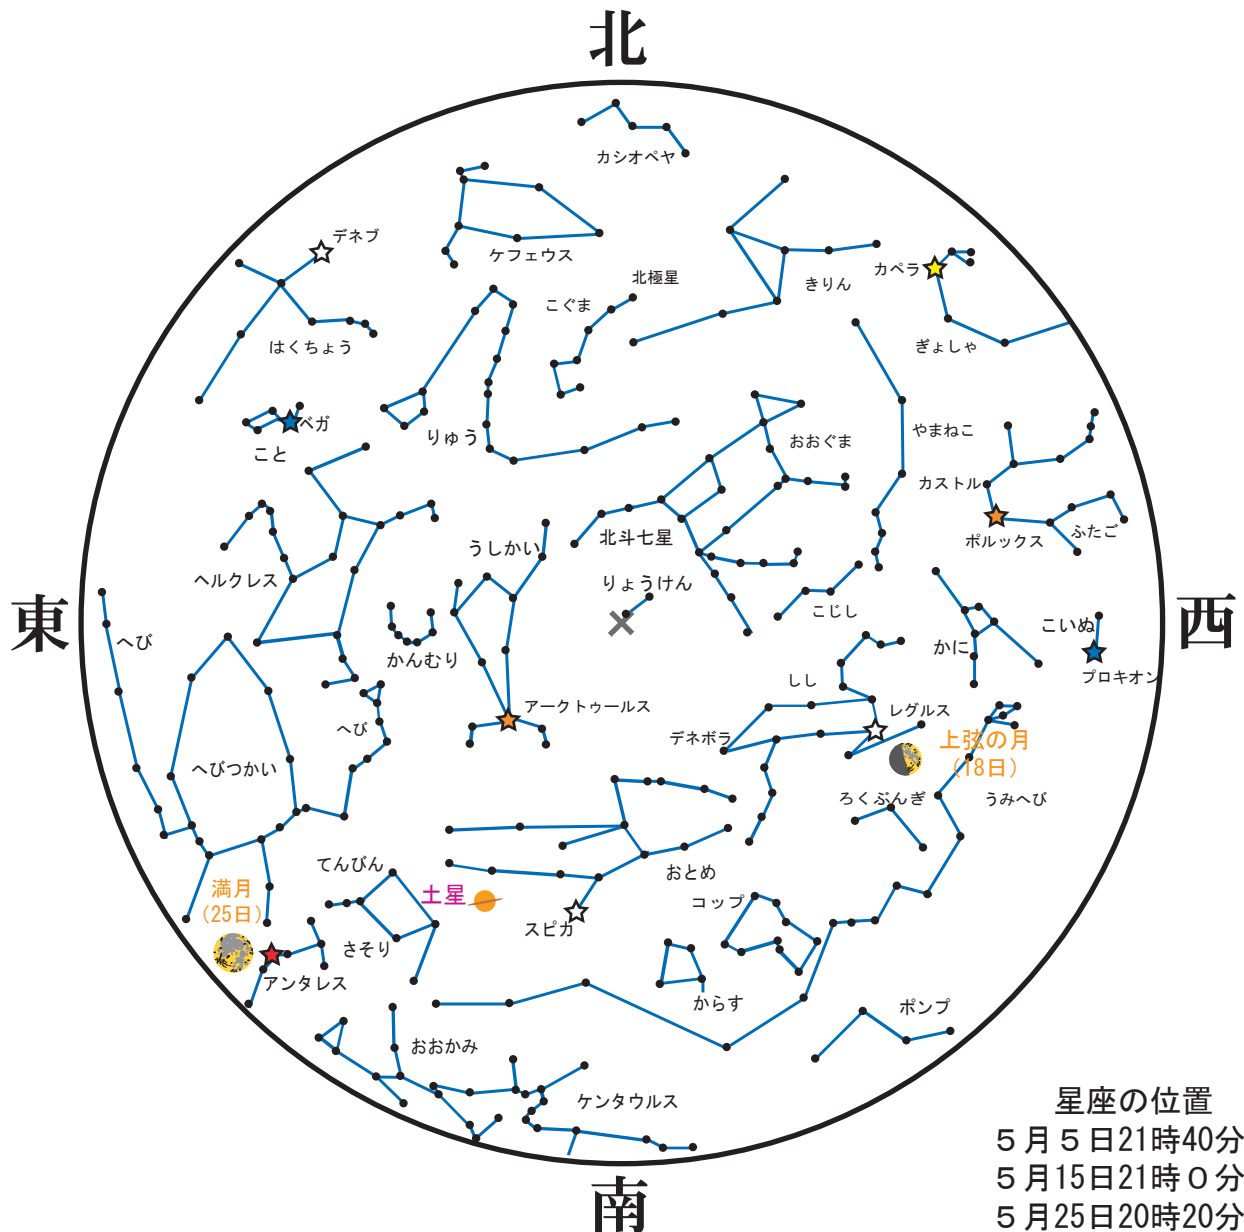 北
カシオペヤ
デネブ
ケフェウス
北極星
こぐま
きりん
カペラ
ぎょしゃ
はくちょう
ベガ
こと
りゅう
おおぐま
やまねこ
カストル
ポルックス
ふたご
北斗七星
うしかい
ヘルクレス
りょうけん
こじし
東
西
へび
かんむり
かに
こいぬ
プロキオン
しし
レグルス
デネボラ
アークトゥールス
へび
上弦の月
(18日)
へびつかい
ろくぶんぎ
うみへび
てんびん
おとめ
満月
(25日)
土星
スピカ
コップ
さそり
アンタレス
からす
ポンプ
おおかみ
ケンタウルス
南
星座の位置
５月５日21時40分
５月15日21時０分
５月25日20時20分